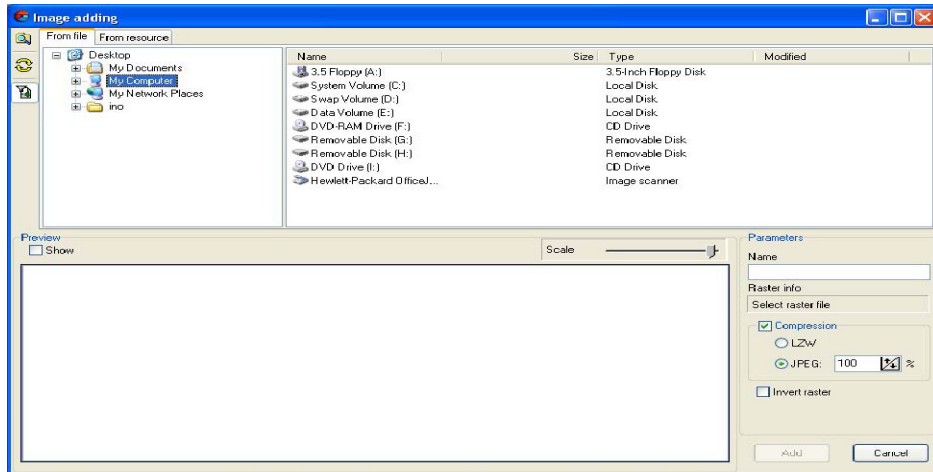 Image adding
From file From resource
Desktop
My Documents
My Computer
My Network Places
ino
Name Size Type Modified
3.5 Floppy (A:) 3.5-Inch Floppy Disk
System Volume (C:) Local Disk
Swap Volume (D:) Local Disk
Data Volume (E:) Local Disk
DVD-RAM Drive (F:) CD Drive
Removable Disk (G:) Removable Disk
Removable Disk (H:) Removable Disk
DVD Drive (I:) CD Drive
Hewlett-Packard OfficeJ... Image scanner
Preview
Show Scale
Parameters
Name
Raster info
Select raster file
Compression
LZW
JPEG: 100 %
Invert raster
Add Cancel